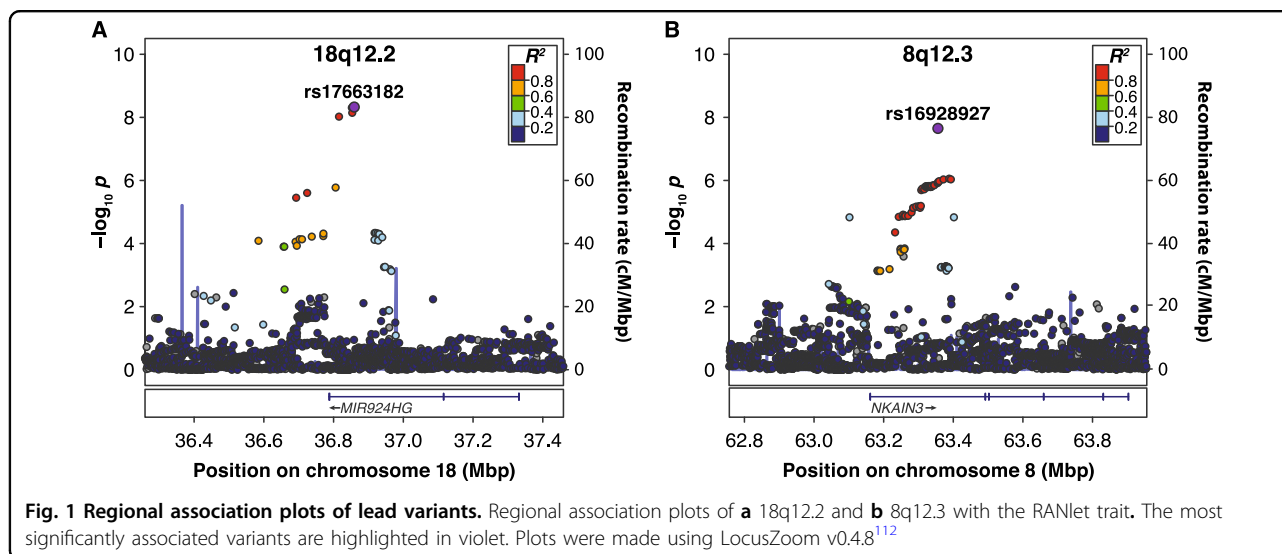 A
18q12.2
rs17663182
R²
0.8
0.6
0.4
0.2
10
8
6
4
2
0
−log₁₀ p
100
80
60
40
20
0
Recombination rate (cM/Mbp)
←MIR924HG
36.4 36.6 36.8 37.0 37.2 37.4
Position on chromosome 18 (Mbp)
B
8q12.3
rs16928927
R²
0.8
0.6
0.4
0.2
10
8
6
4
2
0
−log₁₀ p
100
80
60
40
20
0
Recombination rate (cM/Mbp)
NKAIN3→
62.8 63.0 63.2 63.4 63.6 63.8
Position on chromosome 8 (Mbp)
Fig. 1 Regional association plots of lead variants. Regional association plots of a 18q12.2 and b 8q12.3 with the RANlet trait. The most
significantly associated variants are highlighted in violet. Plots were made using LocusZoom v0.4.8¹¹²